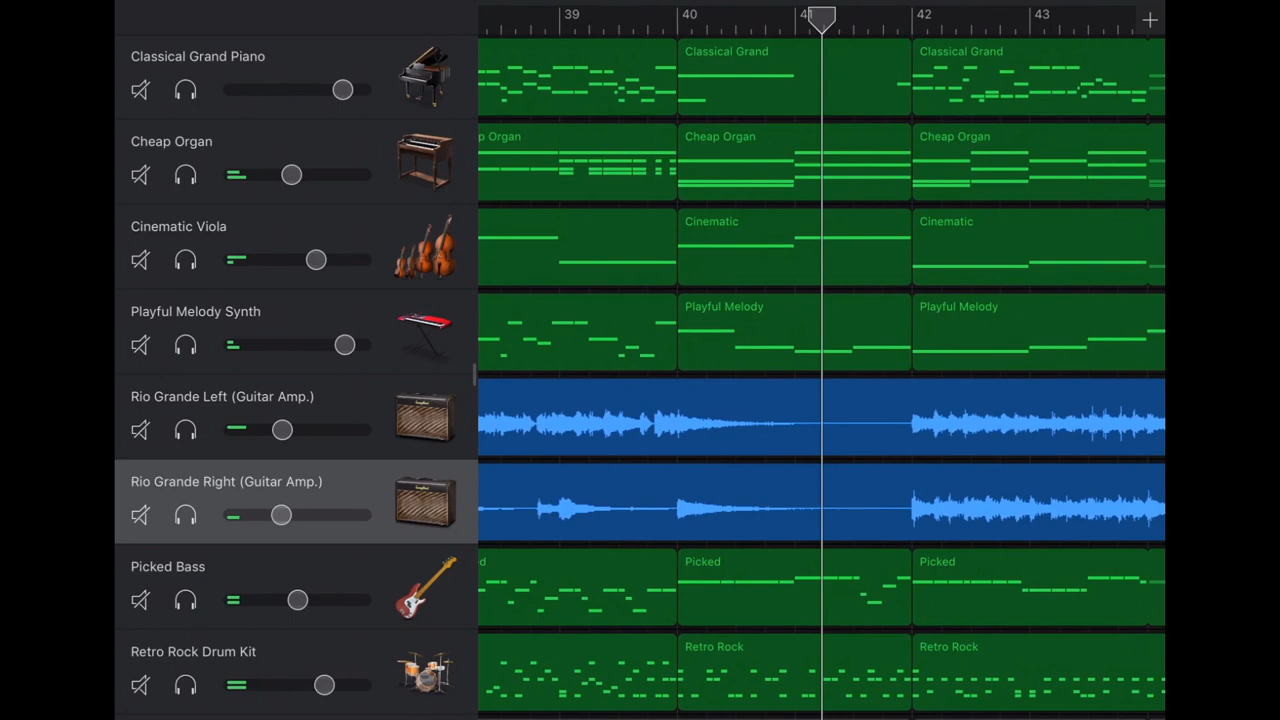 39 40 41 42 43
Classical Grand Piano
Classical Grand
Classical Grand
Cheap Organ
p Organ
Cheap Organ
Cheap Organ
Cinematic Viola
Cinematic
Cinematic
Playful Melody Synth
Playful Melody
Playful Melody
Rio Grande Left (Guitar Amp.)
Rio Grande Right (Guitar Amp.)
Picked Bass
d
Picked
Picked
Retro Rock Drum Kit
Retro Rock
Retro Rock